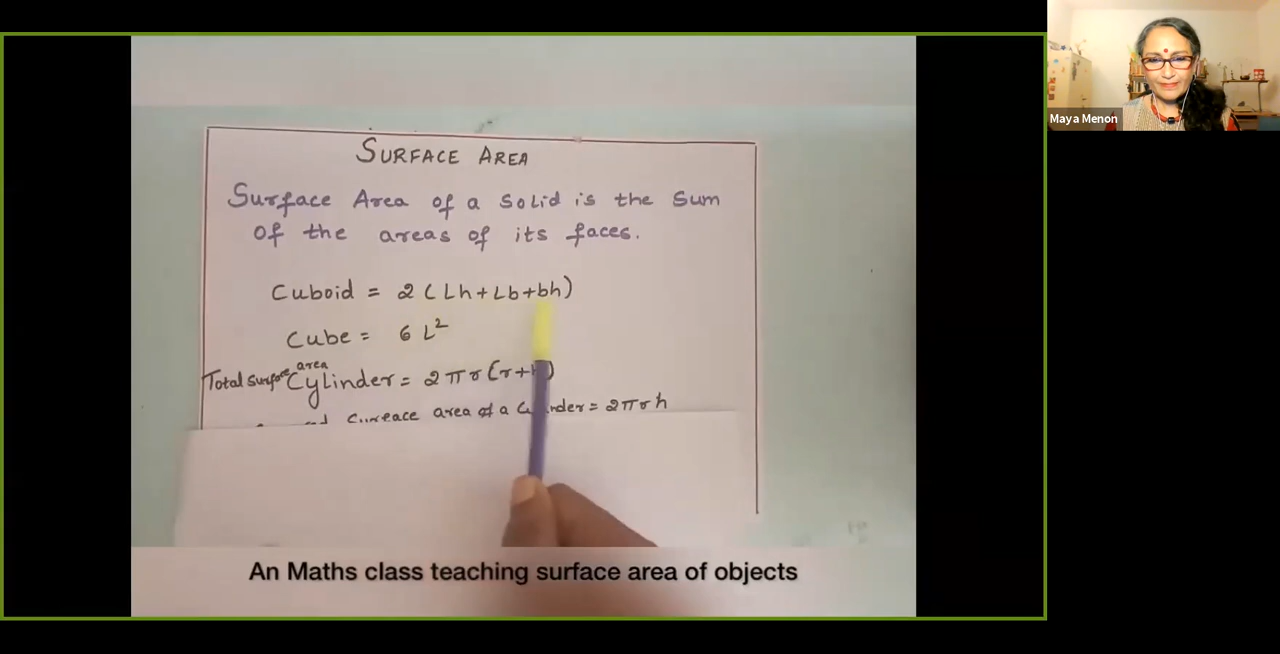 SURFACE AREA
Surface Area of a Solid is the Sum
of the areas of its faces.
Cuboid = 2 (Lh+Lb+bh)
Cube = 6 L²
Total Surface area Cylinder = 2πr(r+h)
surface area of a Cylinder = 2πrh
An Maths class teaching surface area of objects
Maya Menon